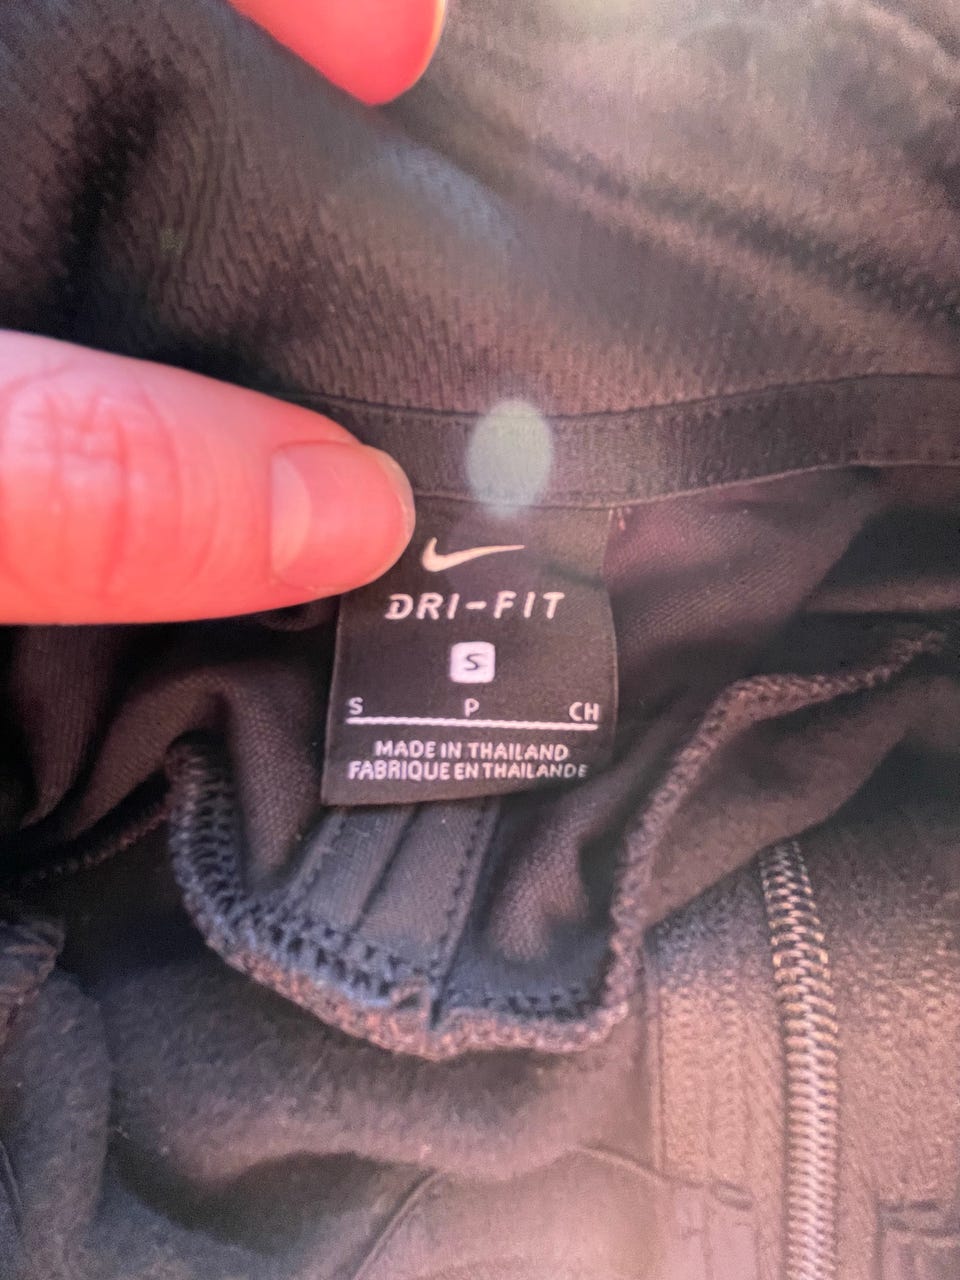 DRI-FIT
S
S P CH
MADE IN THAILAND
FABRIQUE EN THAILANDE